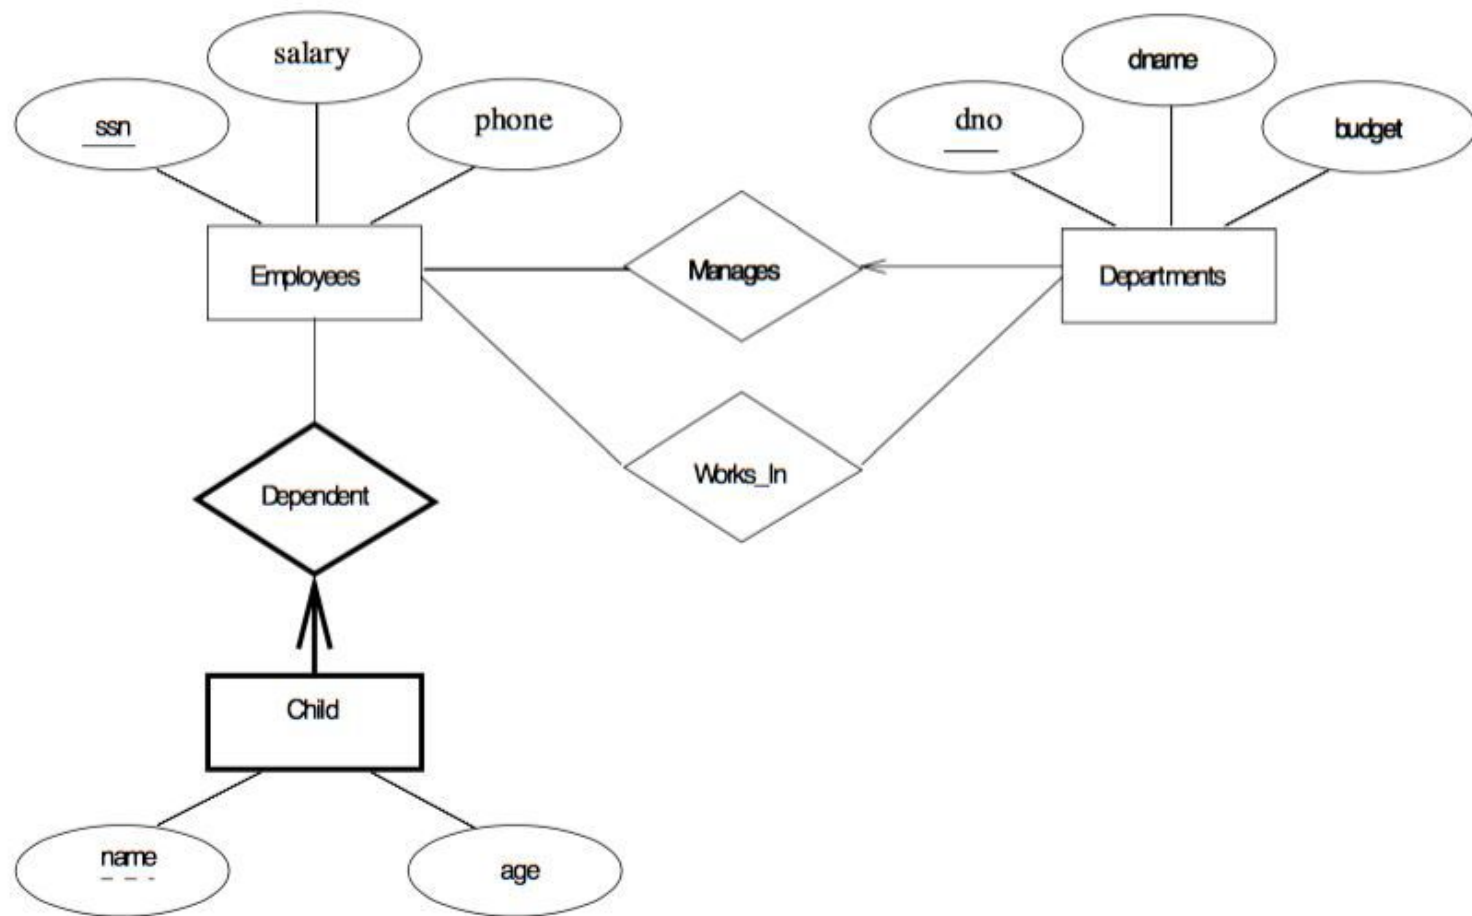 salary
ssn
phone
dname
dno
budget
Employees
Manages
Departments
Works_In
Dependent
Child
name
age